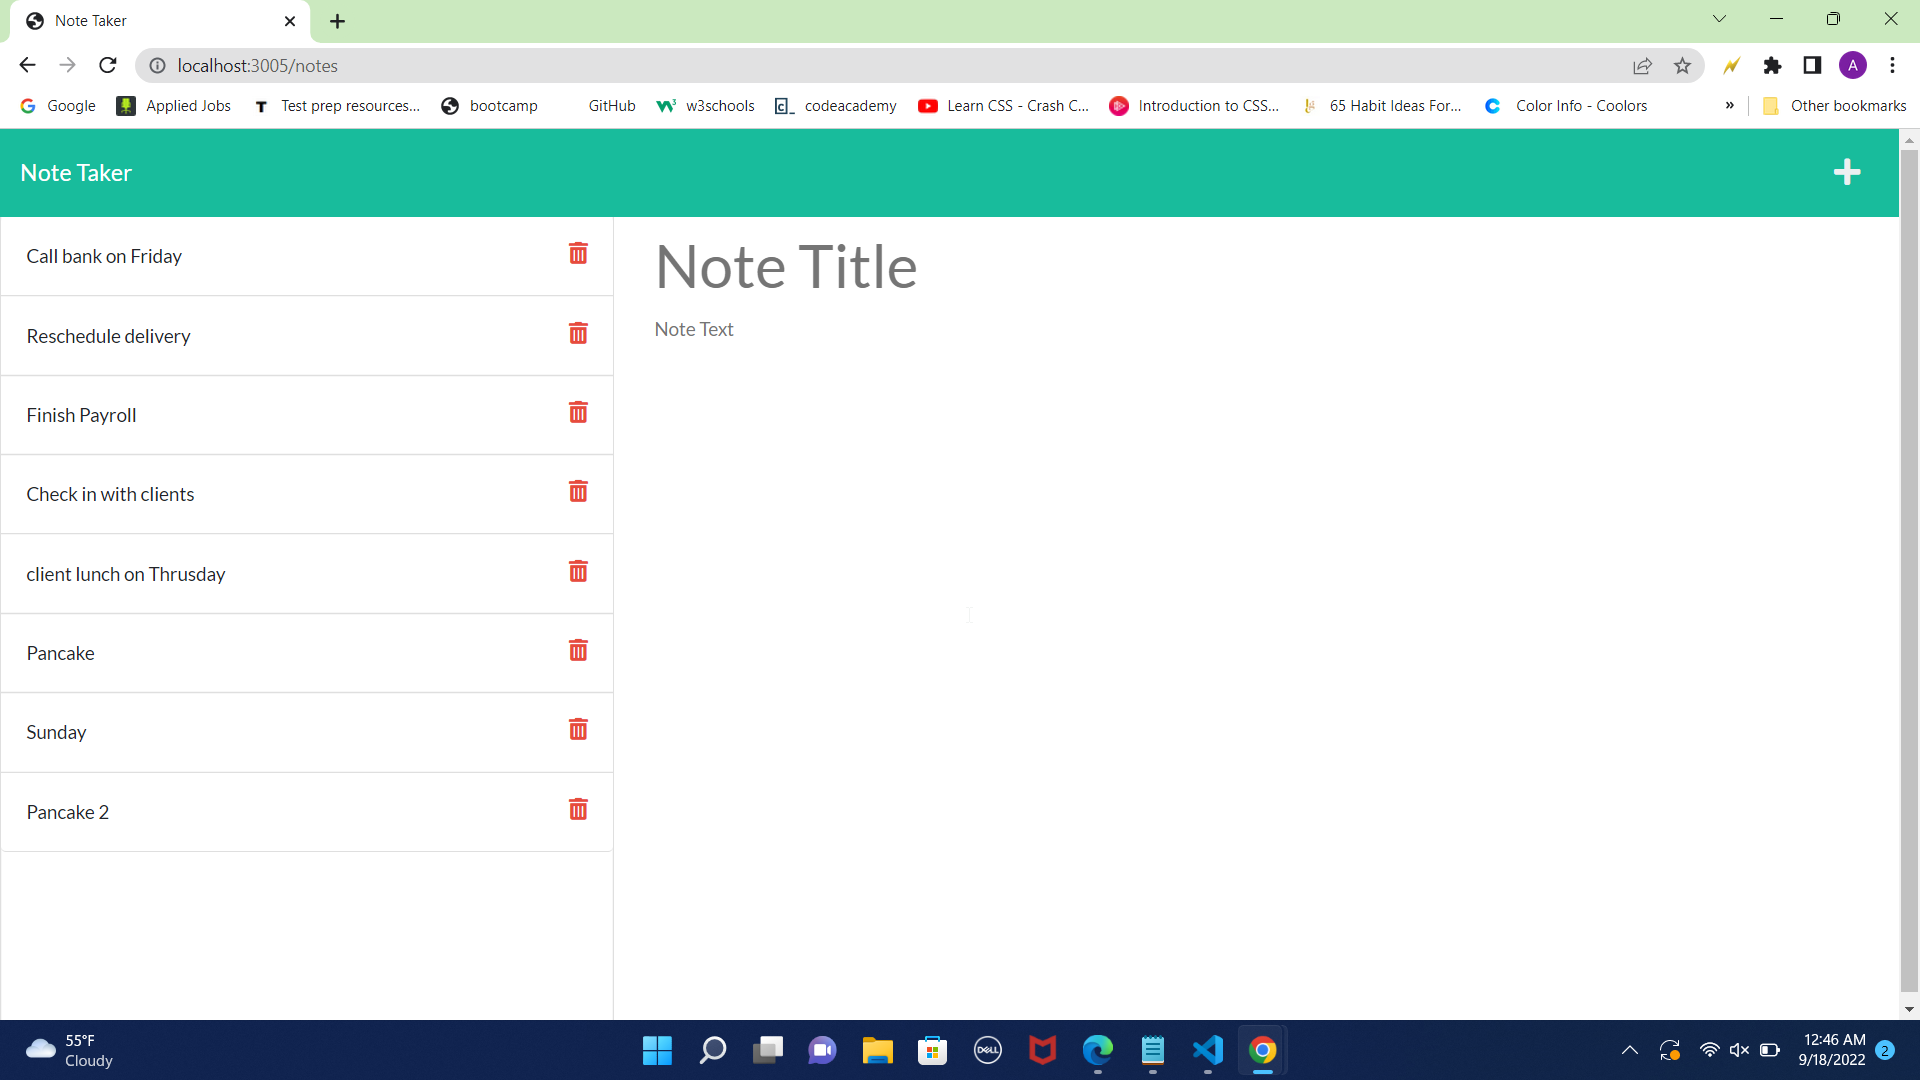 Note Taker
localhost:3005/notes
A
Google
Applied Jobs
Test prep resources...
bootcamp
GitHub
w3schools
codeacademy
Learn CSS - Crash C...
Introduction to CSS...
65 Habit Ideas For...
Color Info - Coolors
»
Other bookmarks
Note Taker
Call bank on Friday
Reschedule delivery
Finish Payroll
Check in with clients
client lunch on Thrusday
Pancake
Sunday
Pancake 2
Note Title
Note Text
55°F
Cloudy
DELL
12:46 AM
9/18/2022
2